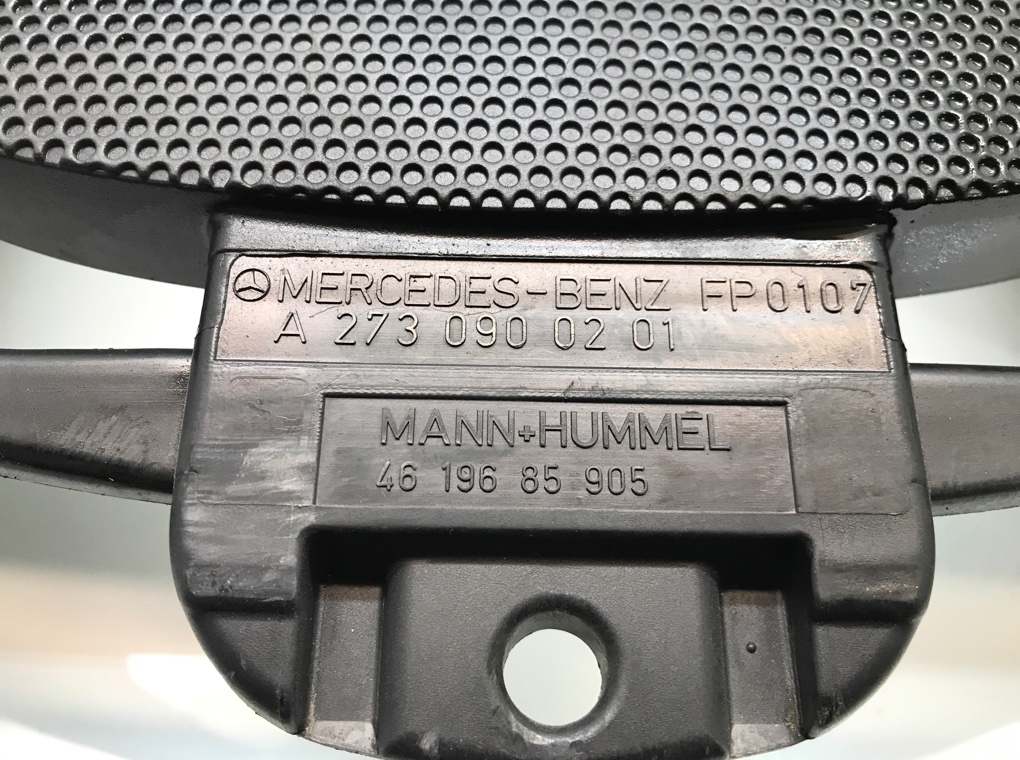 MERCEDES-BENZ FP0107
A 273 090 02 01
MANN+HUMMEL
46 196 85 905